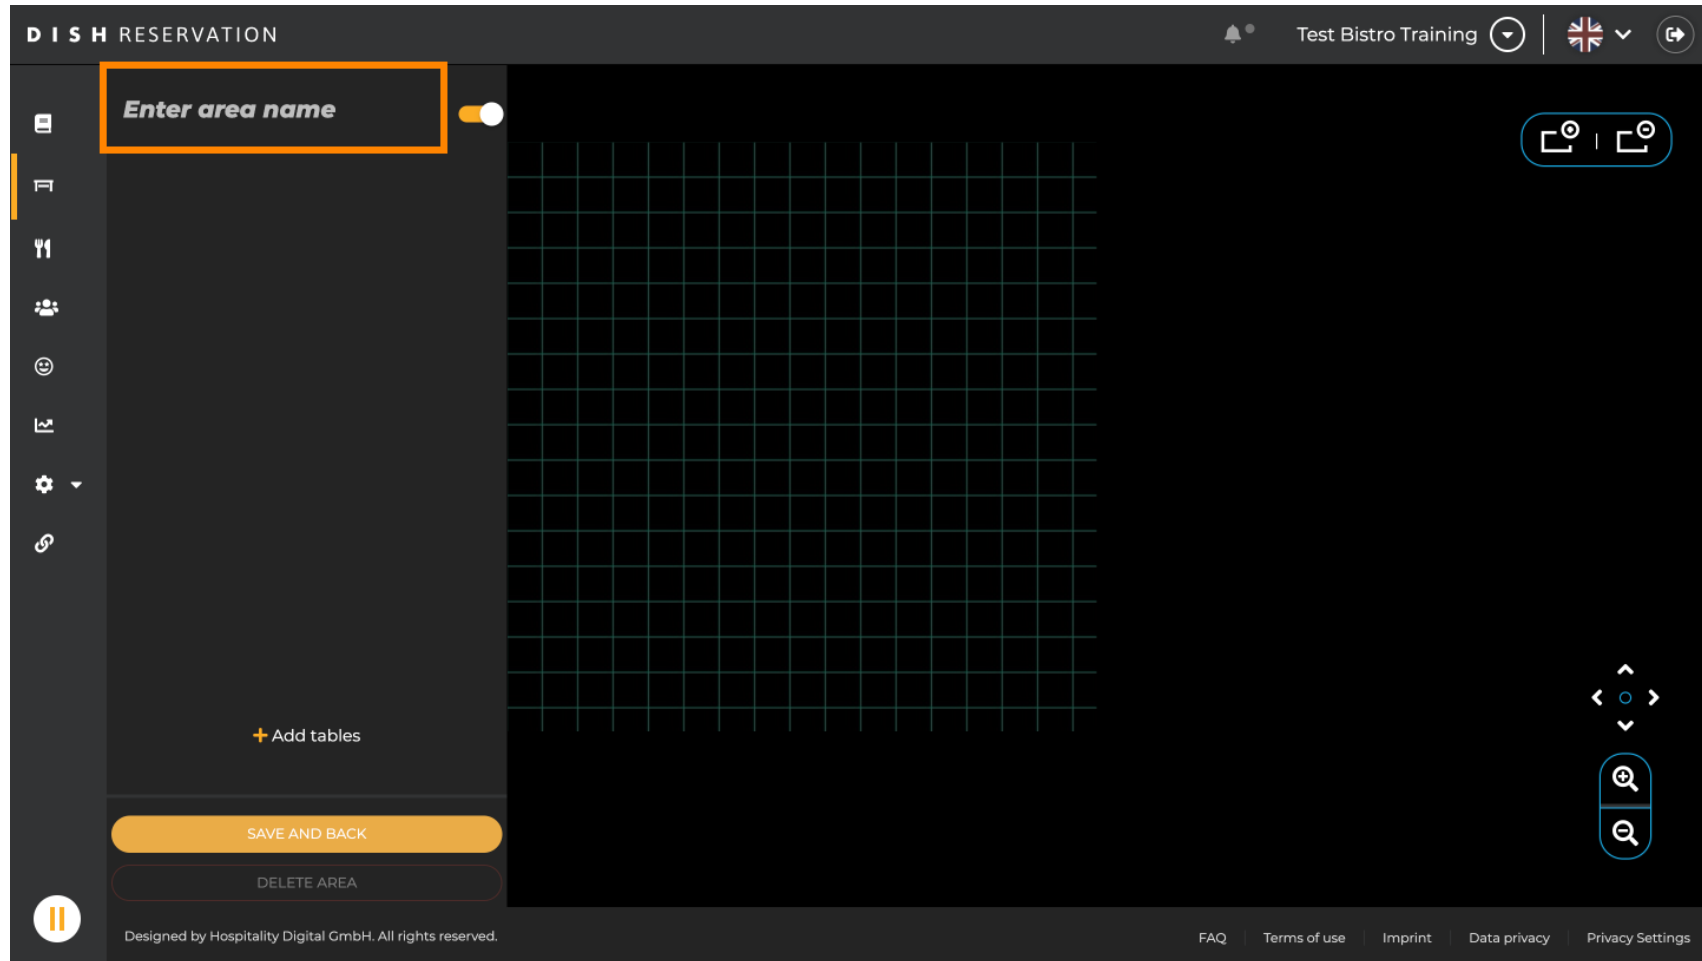 DISH RESERVATION
Test Bistro Training
Enter area name
+ Add tables
SAVE AND BACK
DELETE AREA
Designed by Hospitality Digital GmbH. All rights reserved.
FAQ | Terms of use | Imprint | Data privacy | Privacy Settings